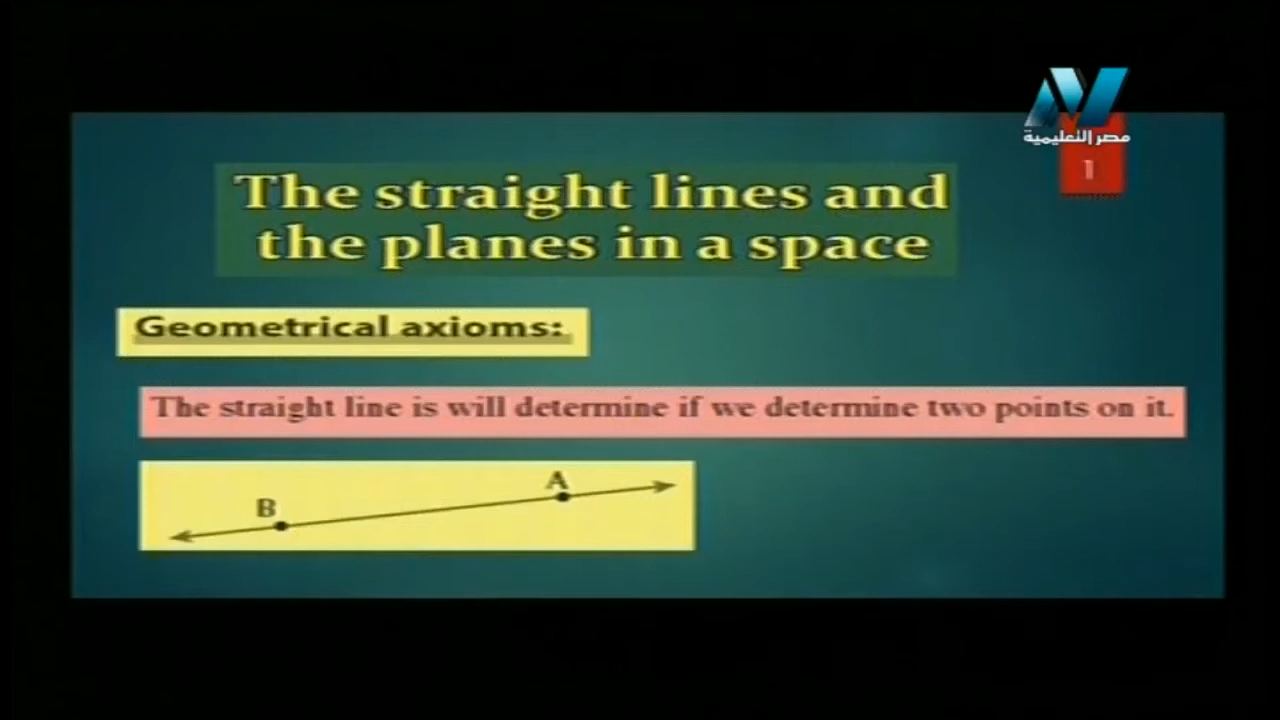 مصر التعليمية
1
The straight lines and
the planes in a space
Geometrical axioms:
The straight line is will determine if we determine two points on it.
A
B